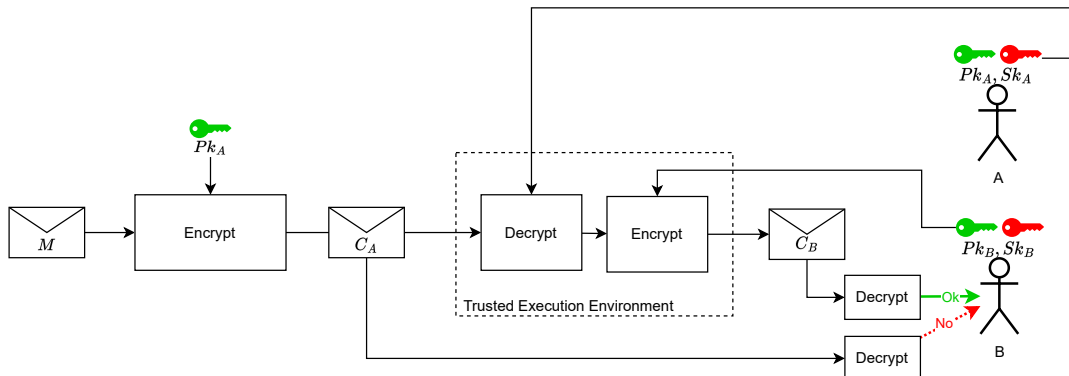 Pk_A, Sk_A
Pk_A
A
M
Encrypt
C_A
Decrypt
Encrypt
C_B
Pk_B, Sk_B
Trusted Execution Environment
Decrypt
Ok
No
B
Decrypt